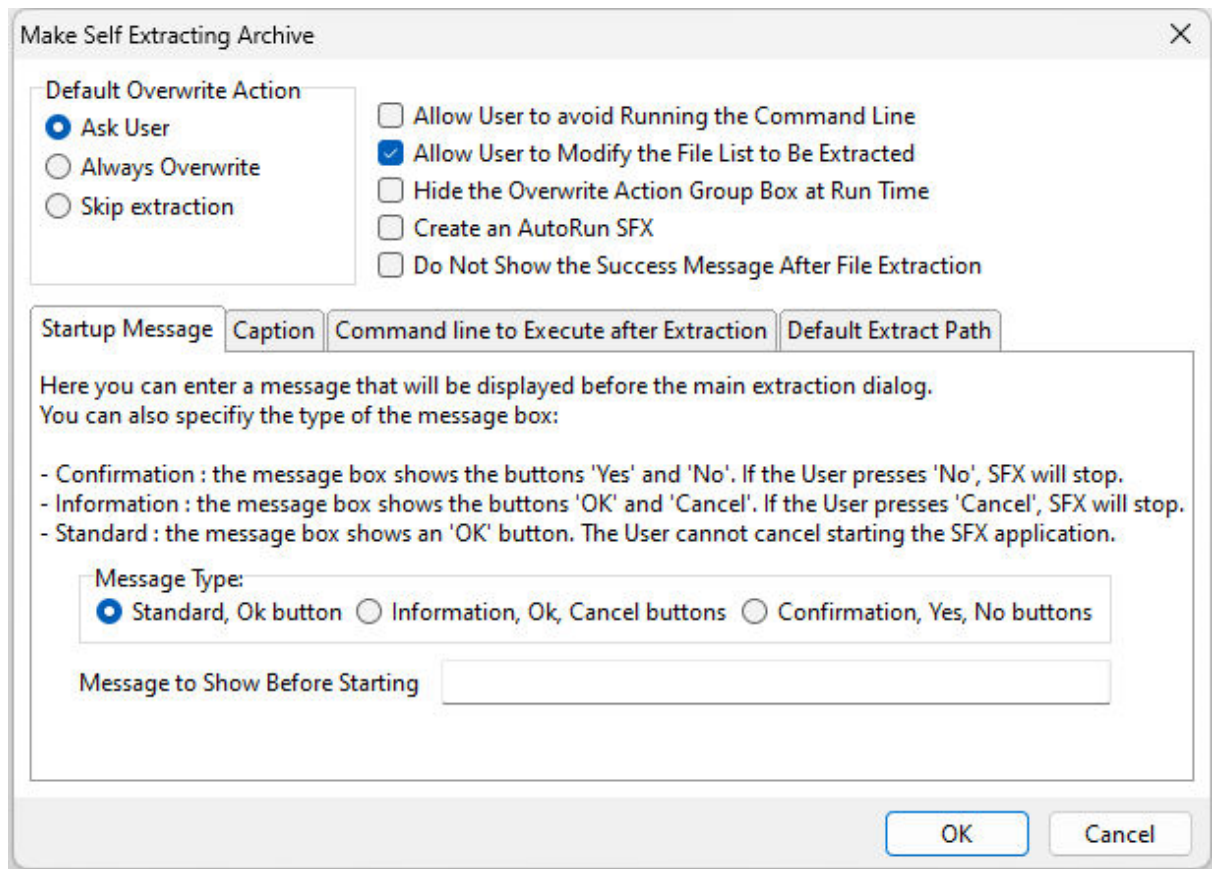 Make Self Extracting Archive
Default Overwrite Action
Ask User
Always Overwrite
Skip extraction
Allow User to avoid Running the Command Line
Allow User to Modify the File List to Be Extracted
Hide the Overwrite Action Group Box at Run Time
Create an AutoRun SFX
Do Not Show the Success Message After File Extraction
Startup Message Caption Command line to Execute after Extraction Default Extract Path
Here you can enter a message that will be displayed before the main extraction dialog.
You can also specifiy the type of the message box:
- Confirmation : the message box shows the buttons 'Yes' and 'No'. If the User presses 'No', SFX will stop.
- Information : the message box shows the buttons 'OK' and 'Cancel'. If the User presses 'Cancel', SFX will stop.
- Standard : the message box shows an 'OK' button. The User cannot cancel starting the SFX application.
Message Type:
Standard, Ok button Information, Ok, Cancel buttons Confirmation, Yes, No buttons
Message to Show Before Starting
OK Cancel